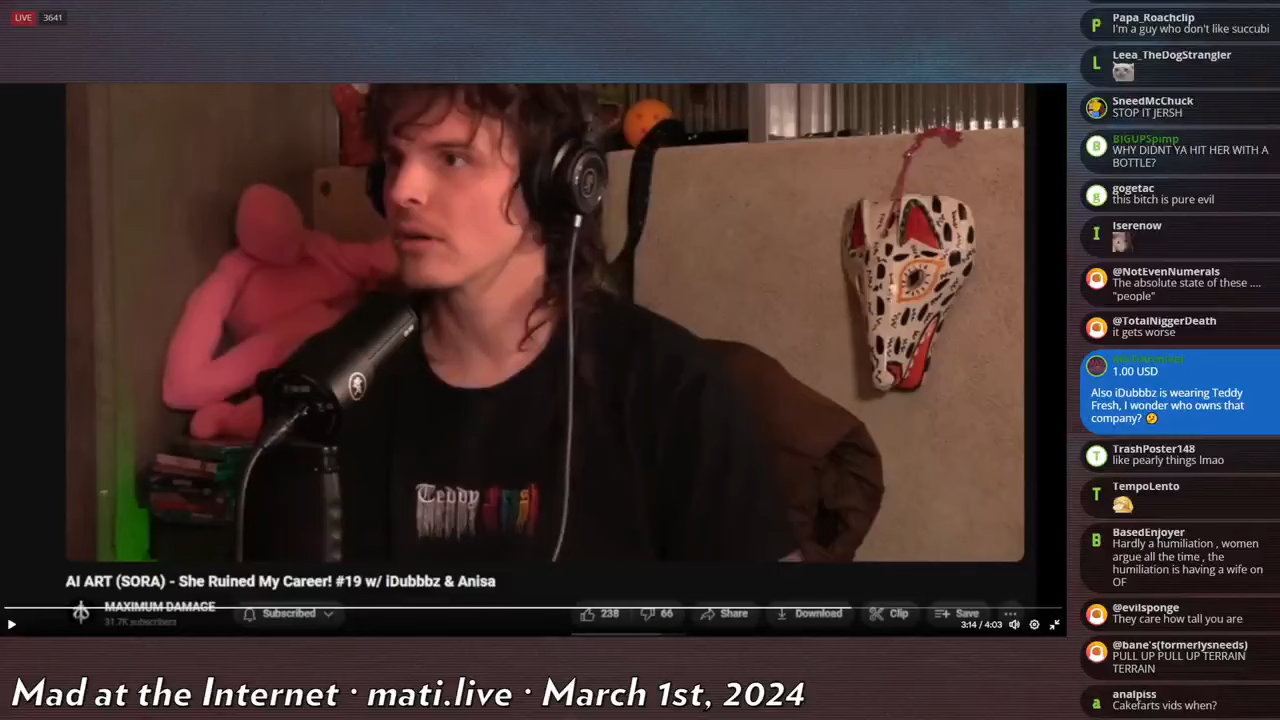 LIVE 3641
Papa_Roachclip
I'm a guy who don't like succubi
Leea_TheDogStrangler
SneedMcChuck
STOP IT JERSH
BIGUPSpimp
WHY DIDNT YA HIT HER WITH A
BOTTLE?
gogetac
this bitch is pure evil
Iserenow
@NotEvenNumerals
The absolute state of these ....
"people"
@TotalNiggerDeath
it gets worse
1.00 USD
Also iDubbbz is wearing Teddy
Fresh, I wonder who owns that
company?
TrashPoster148
like pearly things lmao
TempoLento
BasedEnjoyer
Hardly a humiliation , women
argue all the time , the
humiliation is having a wife on
OF
@evilsponge
They care how tall you are
@bane's(formerlysneeds)
PULL UP PULL UP TERRAIN
TERRAIN
analpiss
Cakefarts vids when?
Teddy Fresh
AI ART (SORA) - She Ruined My Career! #19 w/ iDubbbz & Anisa
MAXIMUM DAMAGE
31.7K subscribers
Subscribed
238 66 Share Download Clip Save
3:14 / 4:03
Mad at the Internet · mati.live · March 1st, 2024